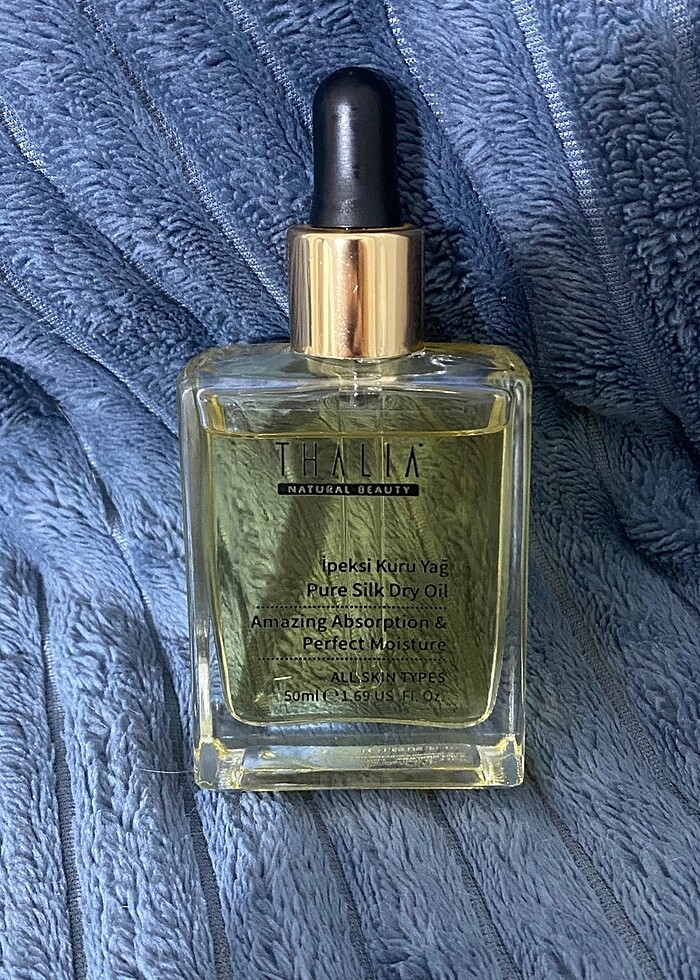 THALIA
NATURAL BEAUTY
İpeksi Kuru Yağ
Pure Silk Dry Oil
Amazing Absorption &
Perfect Moisture
ALL SKIN TYPES
50ml ℮ 1.69 US .Fl. Oz.